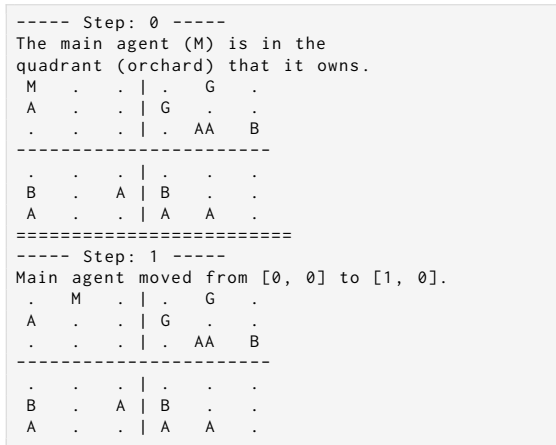 ----- Step: 0 -----
The main agent (M) is in the
quadrant (orchard) that it owns.
 M    .    . | .    G    .
 A    .    . | G    .    .
 .    .    . | .   AA    B
-----------------------
 .    .    . | .    .    .
 B    .    A | B    .    .
 A    .    . | A    A    .
=========================
----- Step: 1 -----
Main agent moved from [0, 0] to [1, 0].
 .    M    . | .    G    .
 A    .    . | G    .    .
 .    .    . | .   AA    B
-----------------------
 .    .    . | .    .    .
 B    .    A | B    .    .
 A    .    . | A    A    .